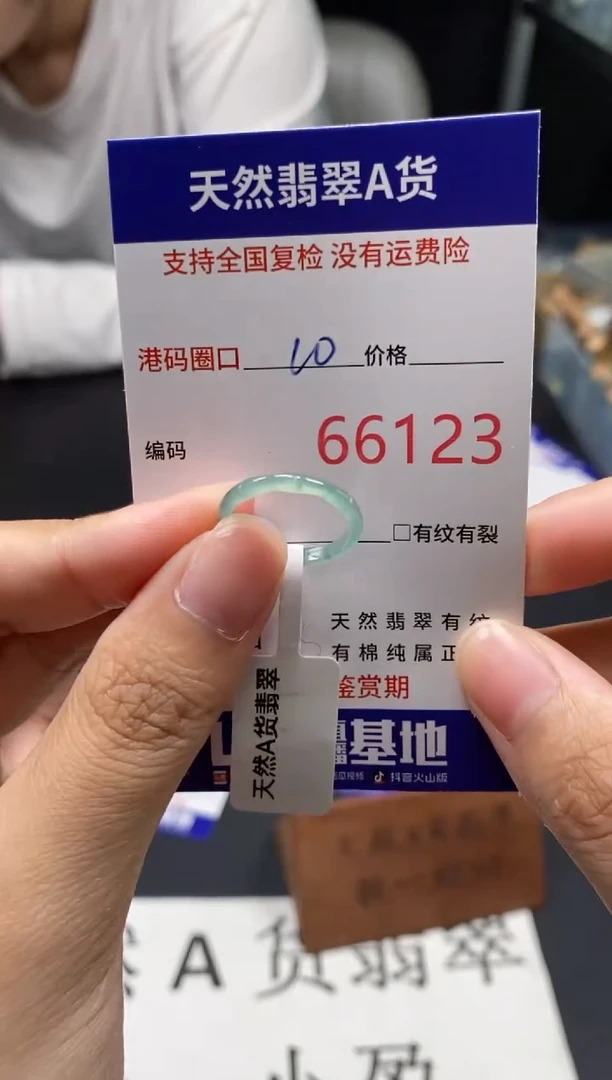 天然翡翠A货
支持全国复检 没有运费险
港码圈口 10 价格
编码 66123
□有纹有裂
天然翡翠有纹
有棉纯属正
鉴赏期
播基地
抖音火山版
天然A货翡翠
A货翡翠
小盈